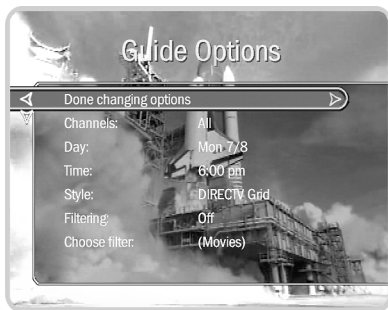 Guide Options
Done changing options
Channels: All
Day: Mon 7/8
Time: 6:00 pm
Style: DIRECTV Grid
Filtering: Off
Choose filter: (Movies)